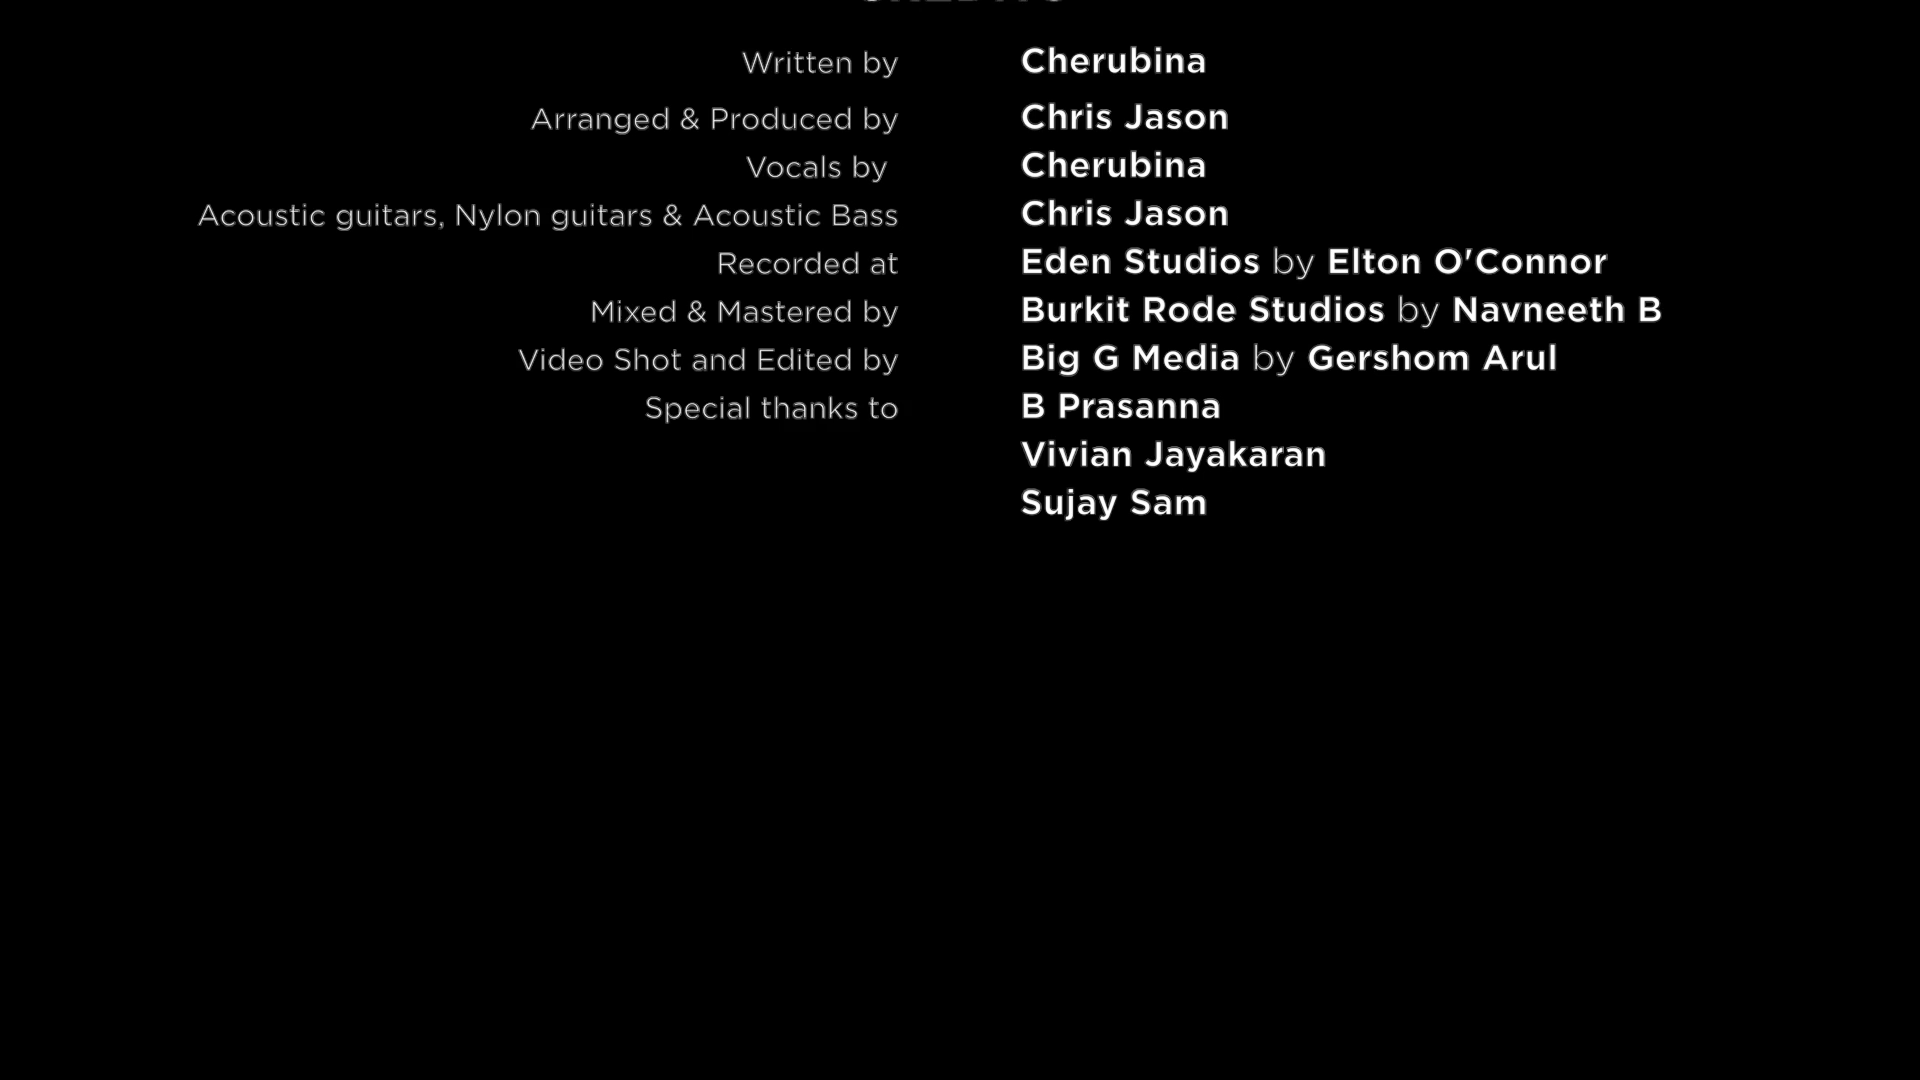 Written by Cherubina
Arranged & Produced by Chris Jason
Vocals by Cherubina
Acoustic guitars, Nylon guitars & Acoustic Bass Chris Jason
Recorded at Eden Studios by Elton O'Connor
Mixed & Mastered by Burkit Rode Studios by Navneeth B
Video Shot and Edited by Big G Media by Gershom Arul
Special thanks to B Prasanna
Vivian Jayakaran
Sujay Sam